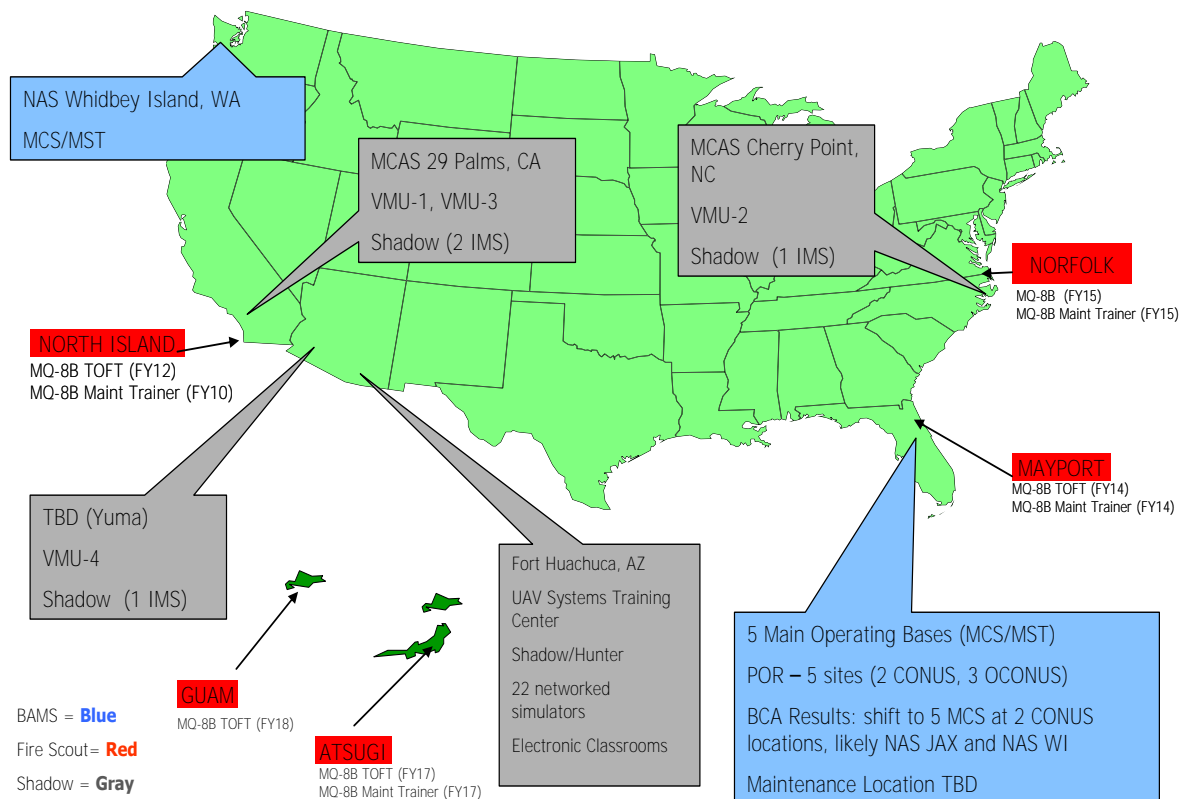 NAS Whidbey Island, WA
MCS/MST
MCAS 29 Palms, CA
VMU-1, VMU-3
Shadow (2 IMS)
MCAS Cherry Point,
NC
VMU-2
Shadow (1 IMS)
NORFOLK
MQ-8B (FY15)
MQ-8B Maint Trainer (FY15)
NORTH ISLAND
MQ-8B TOFT (FY12)
MQ-8B Maint Trainer (FY10)
MAYPORT
MQ-8B TOFT (FY14)
MQ-8B Maint Trainer (FY14)
TBD (Yuma)
VMU-4
Shadow (1 IMS)
Fort Huachuca, AZ
UAV Systems Training
Center
Shadow/Hunter
22 networked
simulators
Electronic Classrooms
5 Main Operating Bases (MCS/MST)
POR – 5 sites (2 CONUS, 3 OCONUS)
BCA Results: shift to 5 MCS at 2 CONUS
locations, likely NAS JAX and NAS WI
Maintenance Location TBD
GUAM
MQ-8B TOFT (FY18)
ATSUGI
MQ-8B TOFT (FY17)
MQ-8B Maint Trainer (FY17)
BAMS = Blue
Fire Scout= Red
Shadow = Gray